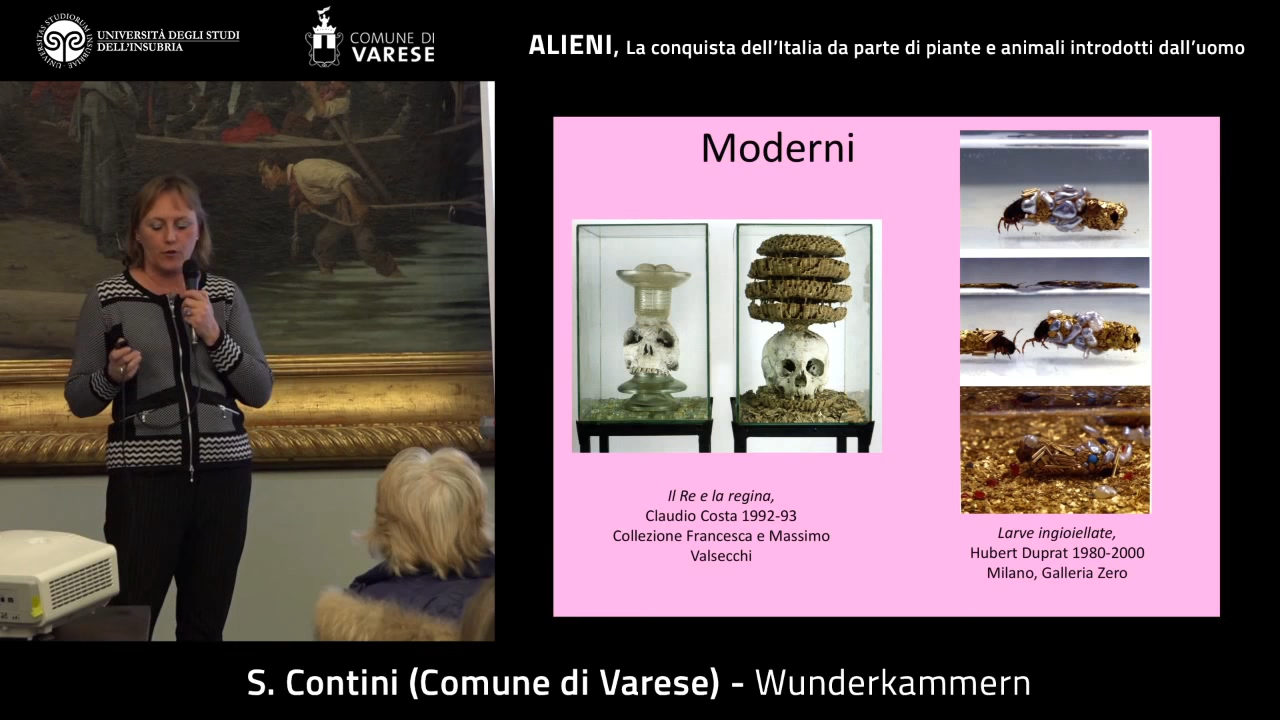 UNIVERSITÀ DEGLI STUDI
DELL'INSUBRIA
COMUNE DI
VARESE
ALIENI, La conquista dell'Italia da parte di piante e animali introdotti dall'uomo
Moderni
Il Re e la regina,
Claudio Costa 1992-93
Collezione Francesca e Massimo
Valsecchi
Larve ingioiellate,
Hubert Duprat 1980-2000
Milano, Galleria Zero
S. Contini (Comune di Varese) - Wunderkammern